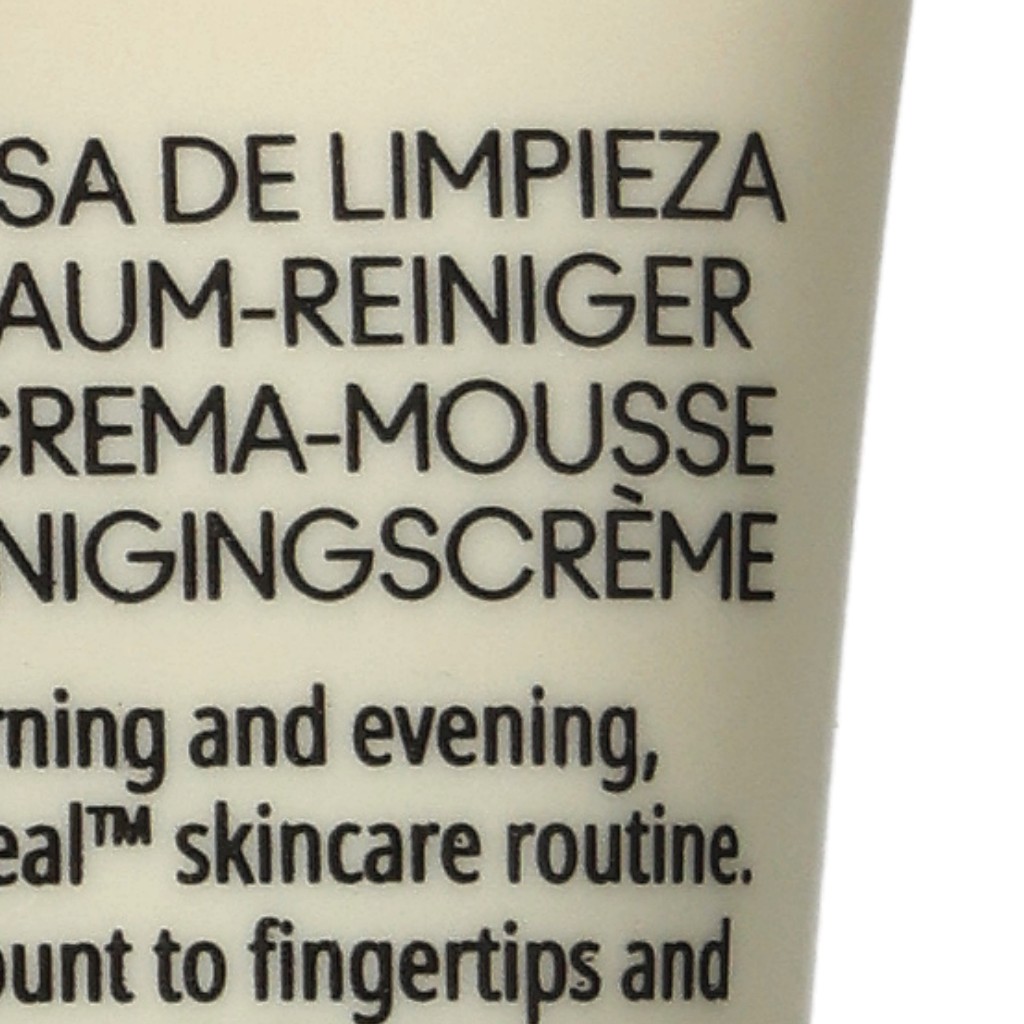 SA DE LIMPIEZA
AUM-REINIGER
CREMA-MOUSSE
NIGINGSCRÈME
rning and evening,
eal™ skincare routine.
ount to fingertips and